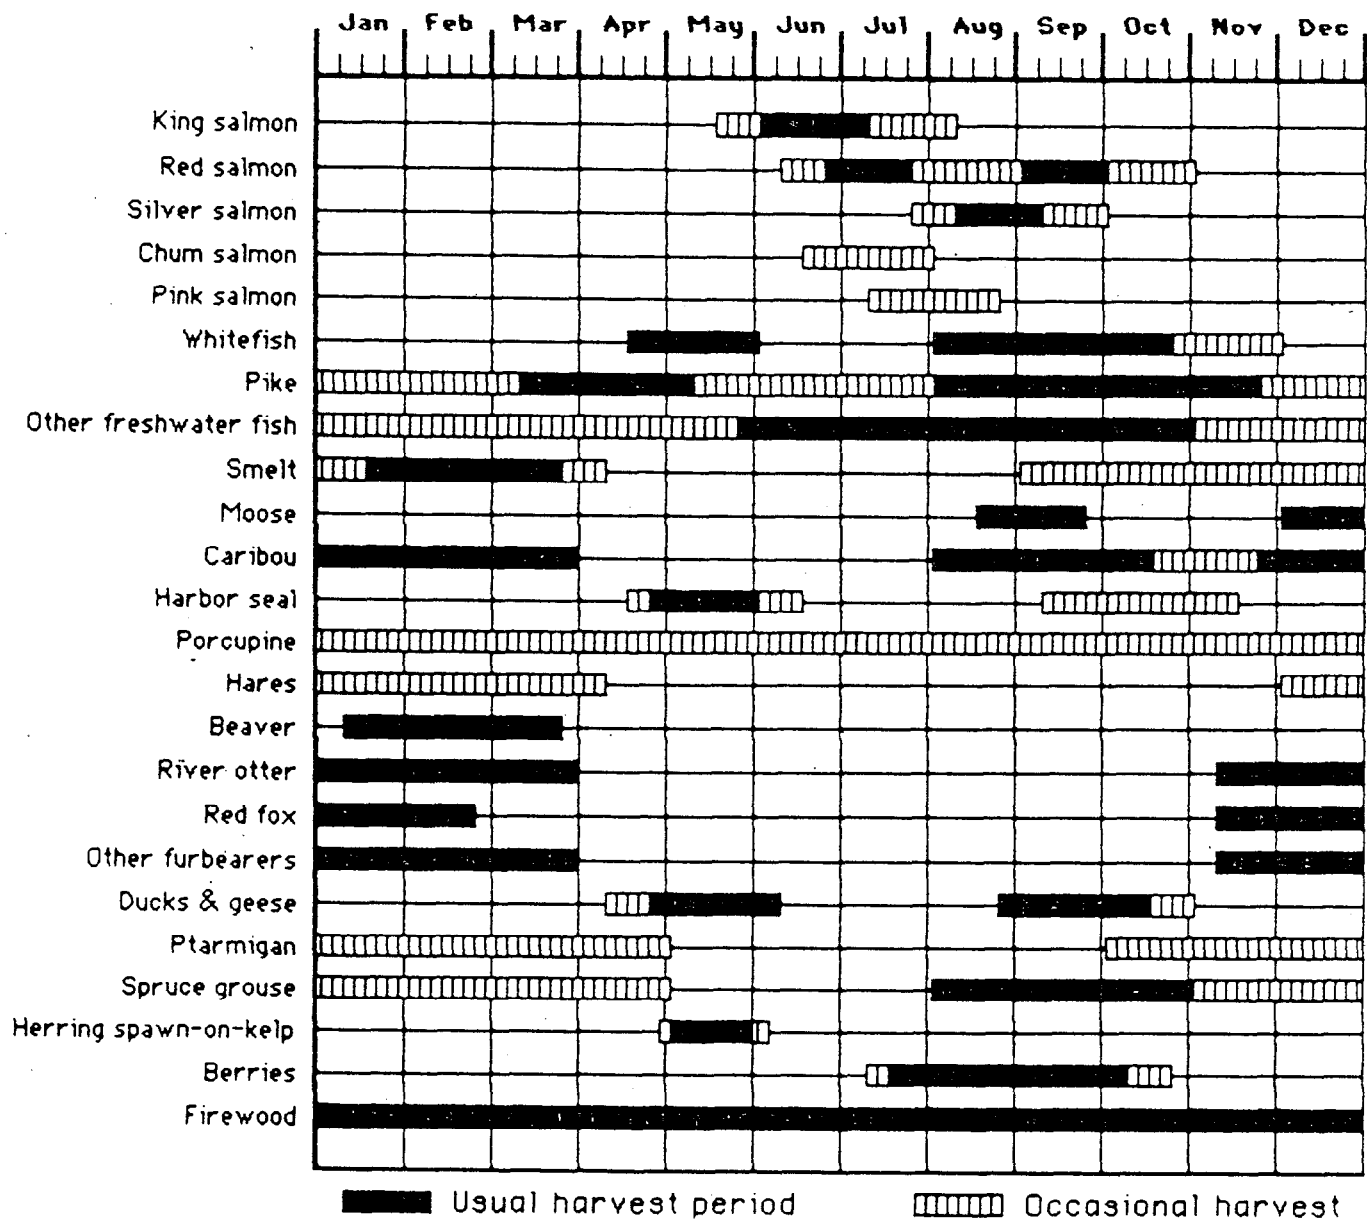 Jan Feb Mar Apr May Jun Jul Aug Sep Oct Nov Dec
King salmon
Red salmon
Silver salmon
Chum salmon
Pink salmon
Whitefish
Pike
Other freshwater fish
Smelt
Moose
Caribou
Harbor seal
Porcupine
Hares
Beaver
River otter
Red fox
Other furbearers
Ducks & geese
Ptarmigan
Spruce grouse
Herring spawn-on-kelp
Berries
Firewood
Usual harvest period Occasional harvest